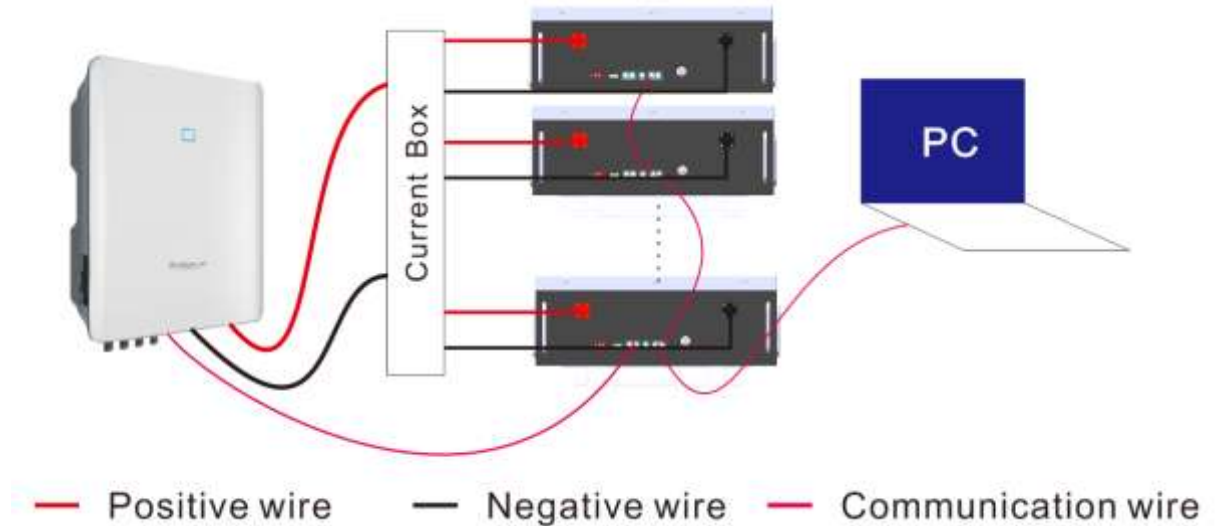 Current Box
PC
Positive wire
Negative wire
Communication wire